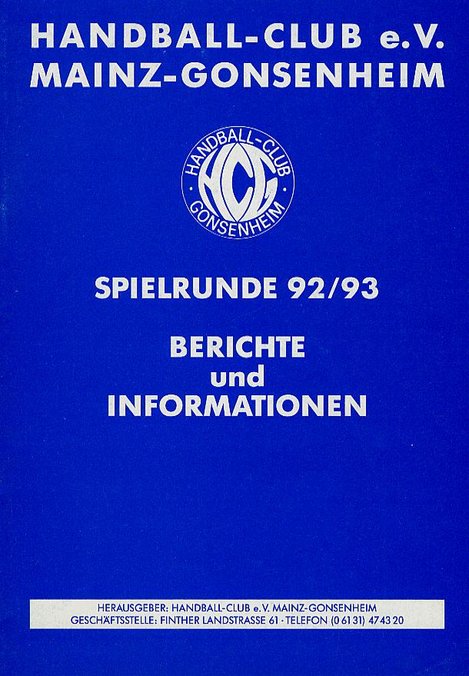 HANDBALL-CLUB e.V.
MAINZ-GONSENHEIM
· HANDBALL-CLUB ·
HCG
GONSENHEIM
SPIELRUNDE 92/93
BERICHTE
und
INFORMATIONEN
HERAUSGEBER: HANDBALL-CLUB e.V. MAINZ-GONSENHEIM
GESCHÄFTSSTELLE: FINTHER LANDSTRASSE 61 · TELEFON (0 61 31) 47 43 20